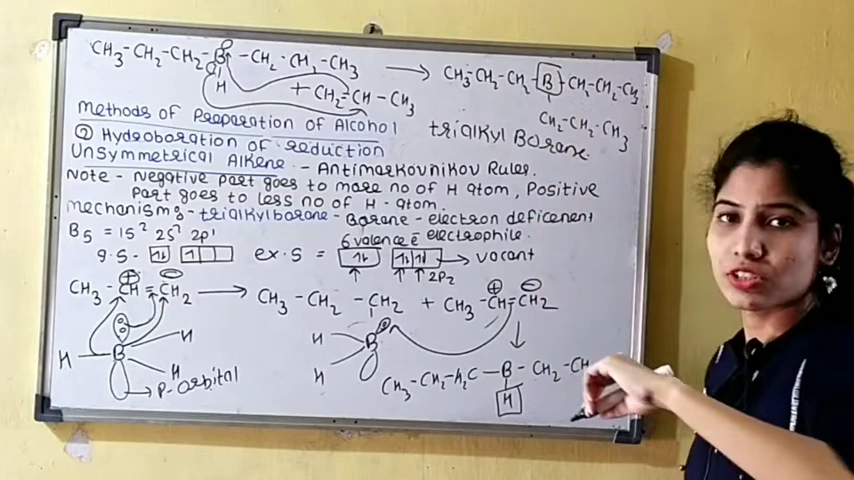 CH3-CH2-CH2-B-CH2-CH2-CH3 → CH3-CH2-CH2-B-CH2-CH2-CH3
H
+ CH2=CH-CH3
CH2-CH2-CH3
trialkyl Borane.
methods of Preparation of Alcohol
⑦ Hydroboration of reduction
Unsymmetrical Alkene - Antimarkovnikov Rules.
Note - Negative part goes to more no of H atom, Positive
Part goes to less no of H-atom.
mechanism:- trialkylborane - Borane - electron deficenent
6 valence e electrophile.
B5 = 1s2 2s2 2p1
g.s - ex.s = → vacant
2P2
CH3-CH=CH2 → CH3-CH2-CH2 + CH3-CH=CH2
⊕ ⊖ ⊕ ⊖
H B H
H
→ P-orbital
H B
H
CH3-CH2-H2C-B-CH2-CH
H